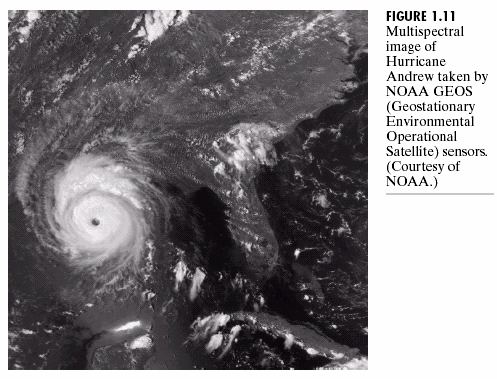 FIGURE 1.11
Multispectral
image of
Hurricane
Andrew taken by
NOAA GEOS
(Geostationary
Environmental
Operational
Satellite) sensors.
(Courtesy of
NOAA.)